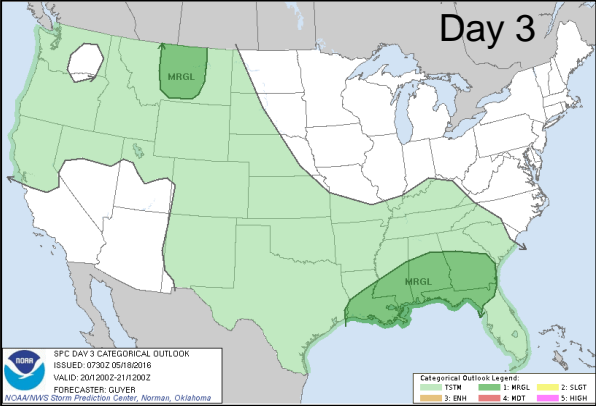 Day 3
MRGL
MRGL
NOAA
SPC DAY 3 CATEGORICAL OUTLOOK
ISSUED: 0730Z 05/18/2016
VALID: 20/1200Z-21/1200Z
FORECASTER: GUYER
NOAA/NWS Storm Prediction Center, Norman, Oklahoma
Categorical Outlook Legend:
TSTM 1: MRGL 2: SLGT
3: ENH 4: MDT 5: HIGH